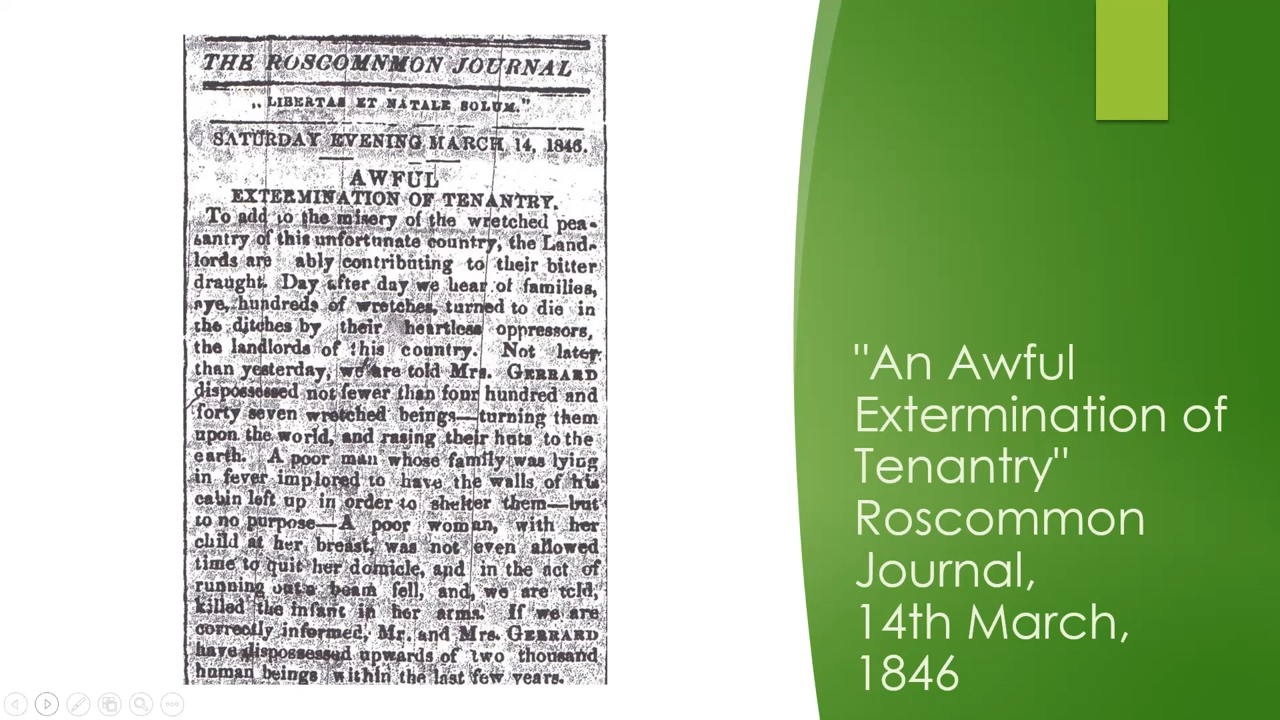 THE ROSCOMNMON JOURNAL
„ LIBERTAS ET NATALE SOLUM.”
SATURDAY EVENING MARCH, 14, 1846.
AWFUL
EXTERMINATION OF TENANTRY.
To add to the misery of the wretched pea-
santry of this unfortunate country, the Land-
lords are ably contributing to their bitter
draught. Day after day we hear of families,
aye, hundreds of wretches, turned to die in
the ditches by their heartless oppressors,
the landlords of this country. Not later
than yesterday, we are told Mrs. GERRARD
dispossessed not fewer than four hundred and
forty seven wretched beings—turning them
upon the world, and rasing their huts to the
earth. A poor man whose family was lying
in fever implored to have the walls of his
cabin left up in order to shelter them—but
to no purpose—A poor woman, with her
child at her breast, was not even allowed
time to quit her domicle, and in the act of
running out a beam fell, and, we are told,
killed the infant in her arms. If we are
correctly informed, Mr. and Mrs. GERRARD
have dispossessed upwards of two thousand
human beings within the last few years.
"An Awful
Extermination of
Tenantry"
Roscommon
Journal,
14th March,
1846